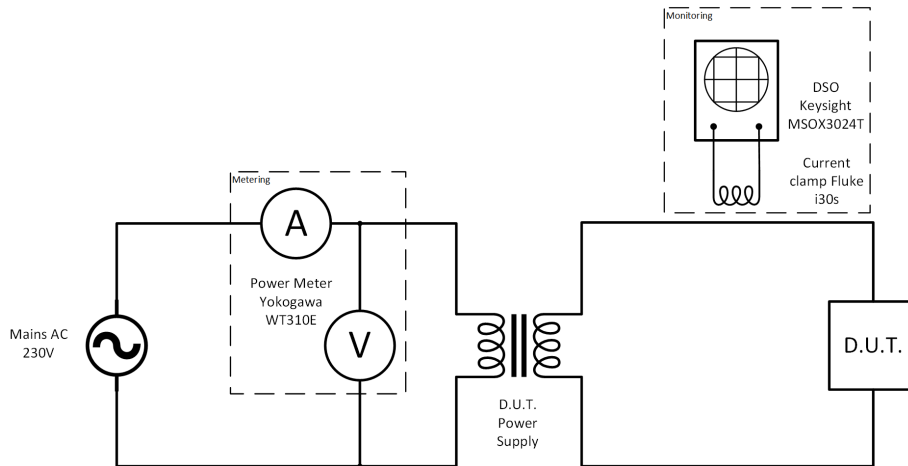 Monitoring
DSO
Keysight
MSOX3024T
Current
clamp Fluke
i30s
Metering
A
Power Meter
Yokogawa
WT310E
V
Mains AC
230V
D.U.T.
Power
Supply
D.U.T.